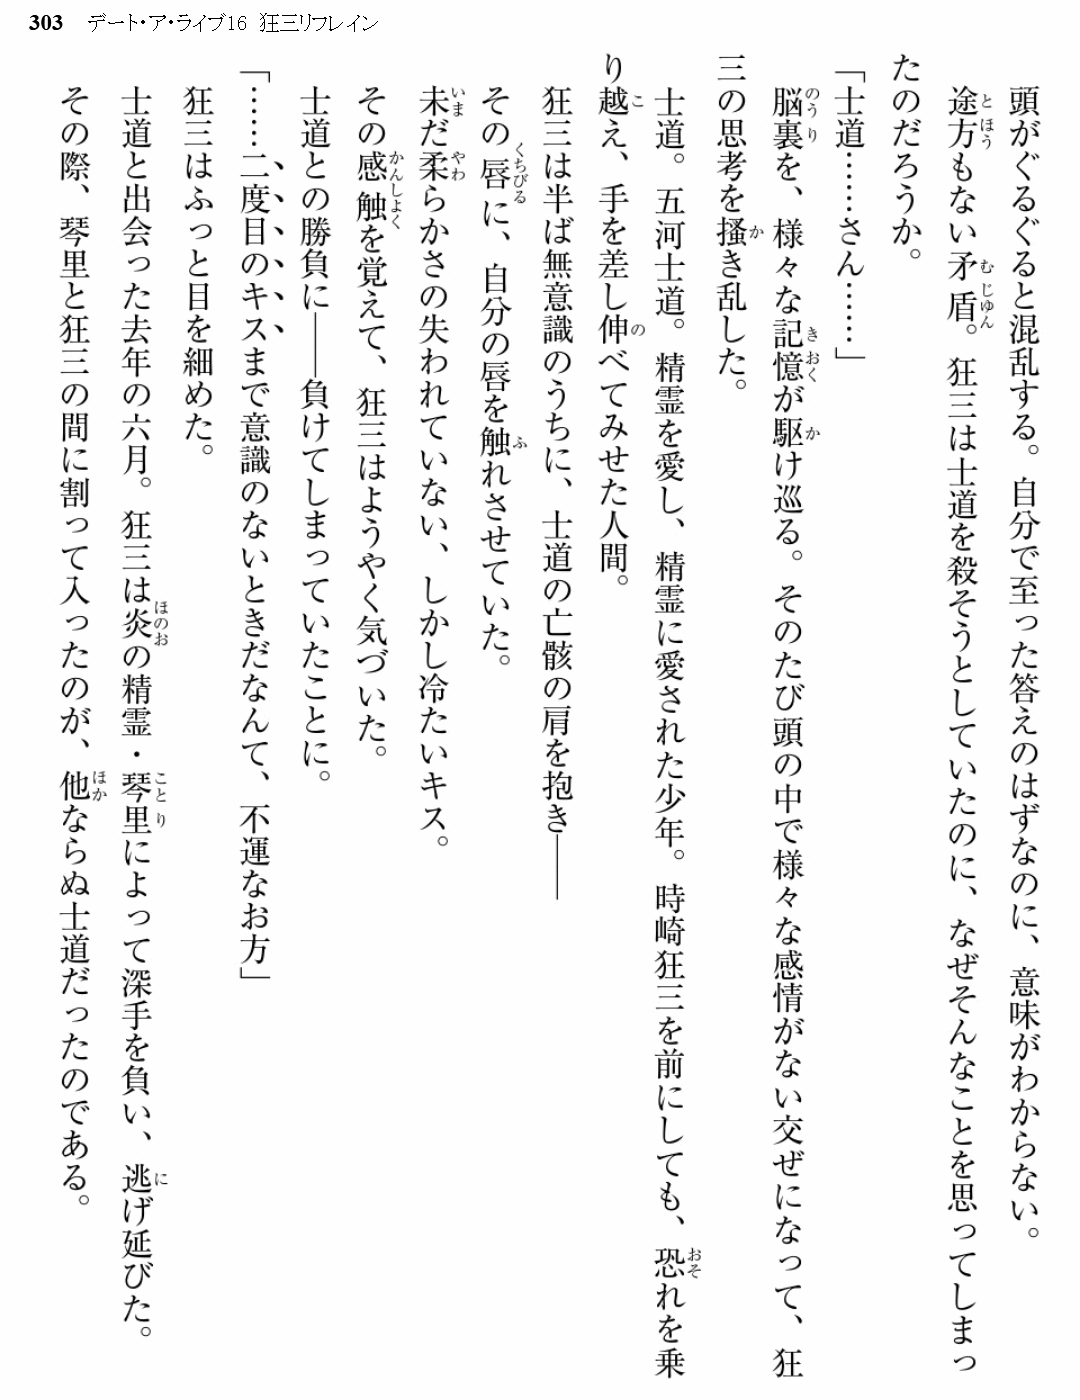 303 デート・ア・ライブ16 狂三リフレイン
頭がぐるぐると混乱する。自分で至った答えのはずなのに、意味がわからない。
途方もない矛盾。狂三は士道を殺そうとしていたのに、なぜそんなことを思ってしまっ
たのだろうか。
「士道……さん……」
脳裏を、様々な記憶が駆け巡る。そのたび頭の中で様々な感情がない交ぜになって、狂
三の思考を掻き乱した。
士道。五河士道。精霊を愛し、精霊に愛された少年。時崎狂三を前にしても、恐れを乗
り越え、手を差し伸べてみせた人間。
狂三は半ば無意識のうちに、士道の亡骸の肩を抱き――
その唇に、自分の唇を触れさせていた。
未だ柔らかさの失われていない、しかし冷たいキス。
その感触を覚えて、狂三はようやく気づいた。
士道との勝負に――負けてしまっていたことに。
「……二度目のキスまで意識のないときだなんて、不運なお方」
狂三はふっと目を細めた。
士道と出会った去年の六月。狂三は炎の精霊・琴里によって深手を負い、逃げ延びた。
その際、琴里と狂三の間に割って入ったのが、他ならぬ士道だったのである。